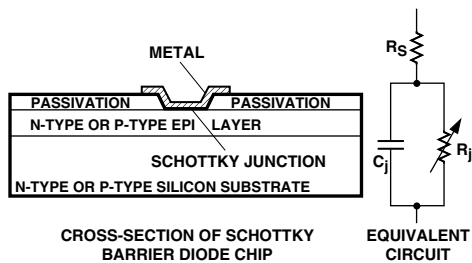 METAL
PASSIVATION PASSIVATION
N-TYPE OR P-TYPE EPI LAYER
SCHOTTKY JUNCTION
N-TYPE OR P-TYPE SILICON SUBSTRATE
CROSS-SECTION OF SCHOTTKY
BARRIER DIODE CHIP
RS
Cj
Rj
EQUIVALENT
CIRCUIT